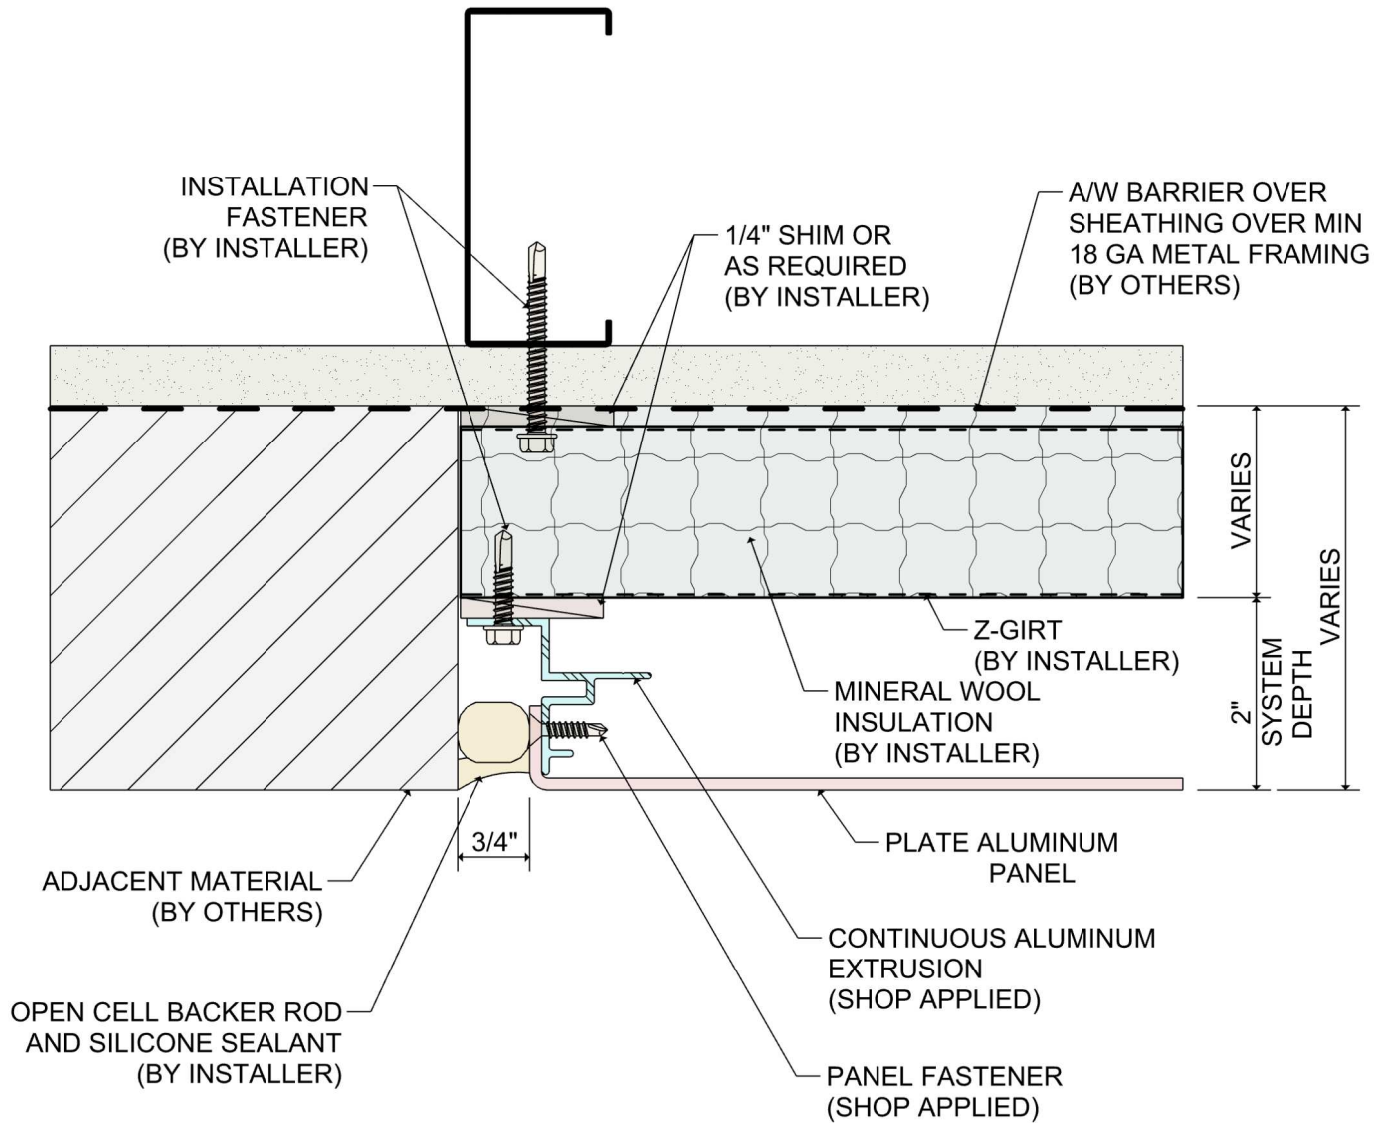 INSTALLATION
FASTENER
(BY INSTALLER)
1/4" SHIM OR
AS REQUIRED
(BY INSTALLER)
A/W BARRIER OVER
SHEATHING OVER MIN
18 GA METAL FRAMING
(BY OTHERS)
VARIES
VARIES
2"
SYSTEM
DEPTH
Z-GIRT
(BY INSTALLER)
MINERAL WOOL
INSULATION
(BY INSTALLER)
3/4"
PLATE ALUMINUM
PANEL
ADJACENT MATERIAL
(BY OTHERS)
CONTINUOUS ALUMINUM
EXTRUSION
(SHOP APPLIED)
OPEN CELL BACKER ROD
AND SILICONE SEALANT
(BY INSTALLER)
PANEL FASTENER
(SHOP APPLIED)